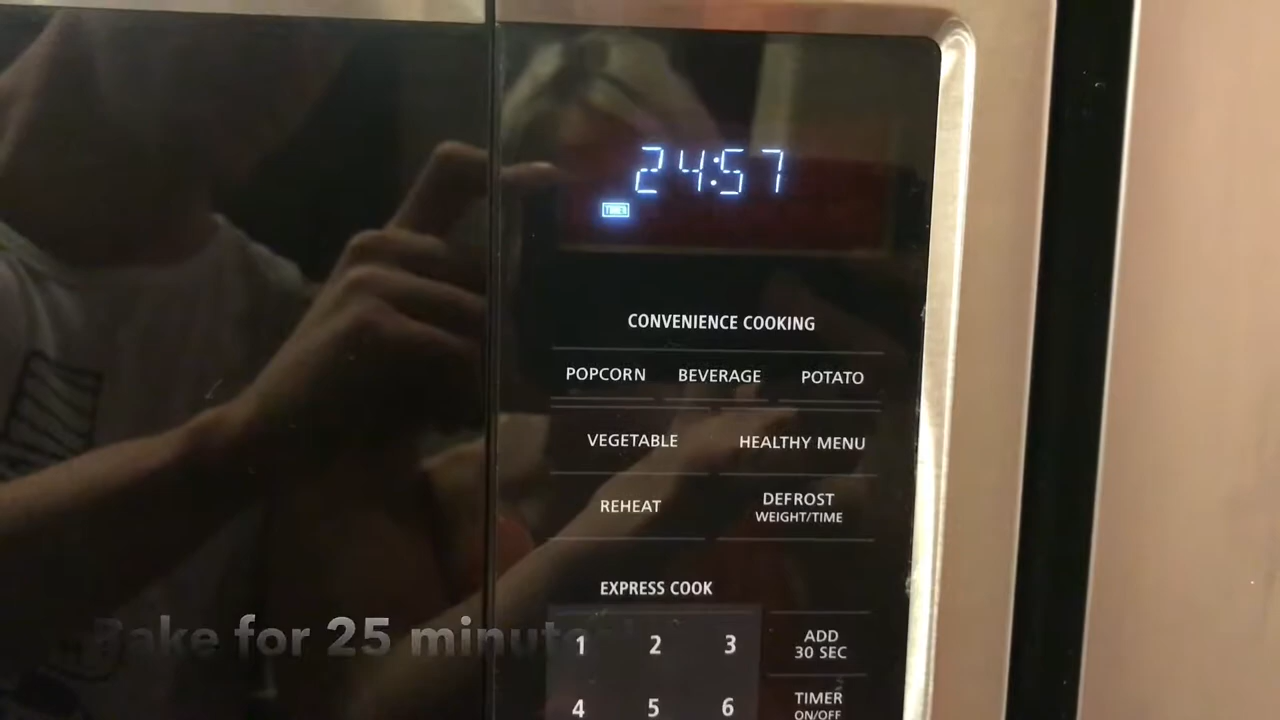 24:57
TIMER
CONVENIENCE COOKING
POPCORN BEVERAGE POTATO
VEGETABLE HEALTHY MENU
REHEAT DEFROST
WEIGHT/TIME
EXPRESS COOK
Bake for 25 minutes
1 2 3 ADD
30 SEC
4 5 6 TIMER
ON/OFF